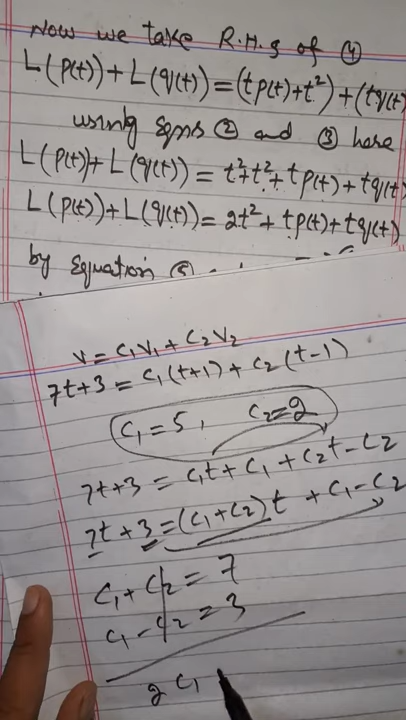 Now we take R.H.S of ④
L(p(t)) + L(q(t)) = (tp(t)+t²) + (tq(t)
using Eqns ② and ③ here
L(p(t)) + L(q(t)) = t²+t²+tp(t)+tq(t)
L(p(t)) + L(q(t)) = 2t²+tp(t)+tq(t)
by Equation ⑤
v = c₁v₁ + c₂v₂
7t+3 = c₁(t+1) + c₂(t-1)
c₁=5, c₂=2
7t+3 = c₁t + c₁ + c₂t - c₂
7t+3 = (c₁+c₂)t + c₁-c₂
c₁+c₂ = 7
c₁-c₂ = 3
2c₁